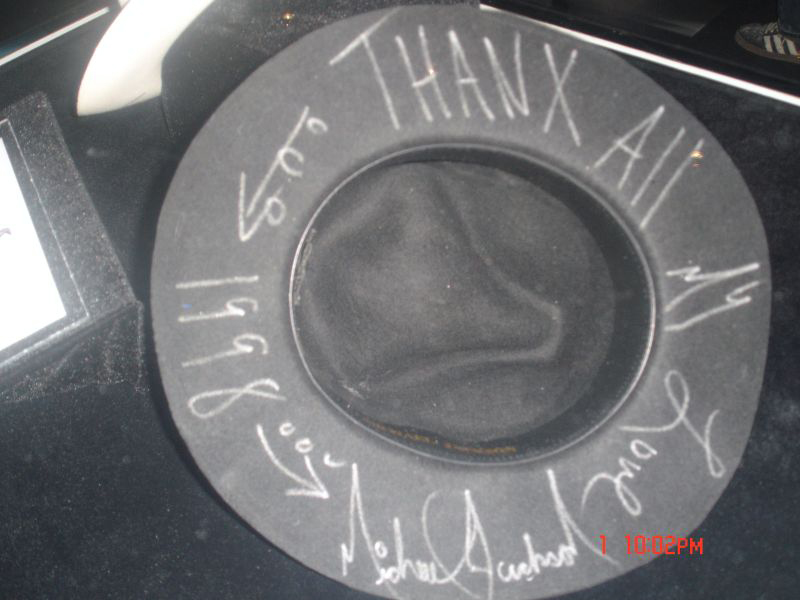 THANX All
My
Love
Michael Jackson
1998
1 10:02PM